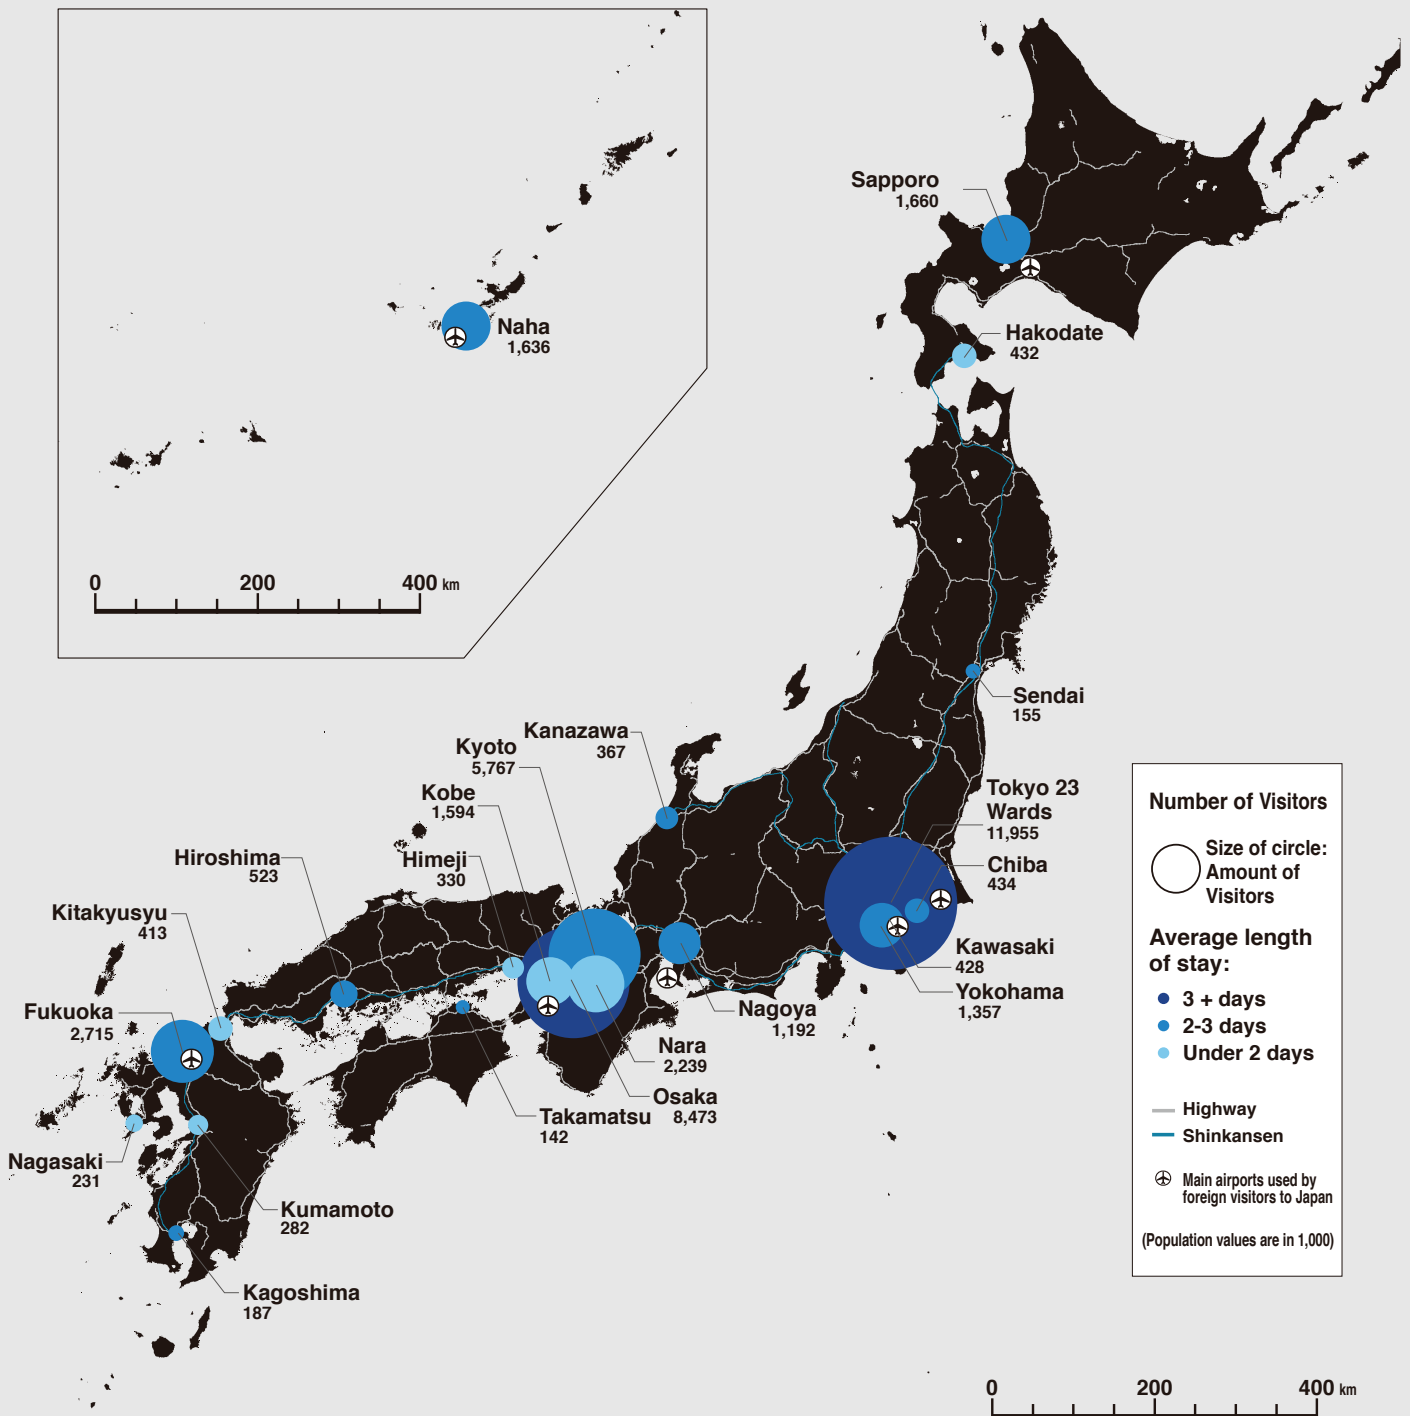 Sapporo
1,660
Naha
1,636
Hakodate
432
0 200 400 km
Sendai
155
Kanazawa
367
Kyoto
5,767
Kobe
1,594
Himeji
330
Hiroshima
523
Kitakyusyu
413
Fukuoka
2,715
Nagasaki
231
Kumamoto
282
Kagoshima
187
Takamatsu
142
Osaka
8,473
Nara
2,239
Nagoya
1,192
Tokyo 23
Wards
11,955
Chiba
434
Kawasaki
428
Yokohama
1,357
Number of Visitors
Size of circle:
Amount of
Visitors
Average length
of stay:
3 + days
2-3 days
Under 2 days
Highway
Shinkansen
Main airports used by
foreign visitors to Japan
(Population values are in 1,000)
0 200 400 km